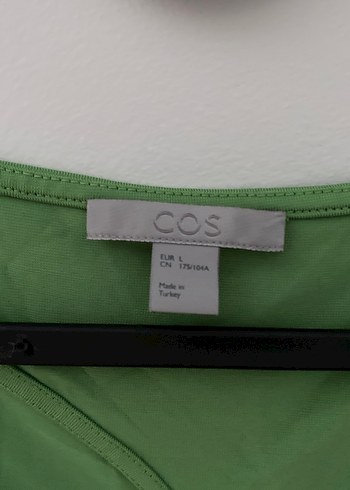 COS
EUR L
CN 175/104A
Made in
Turkey